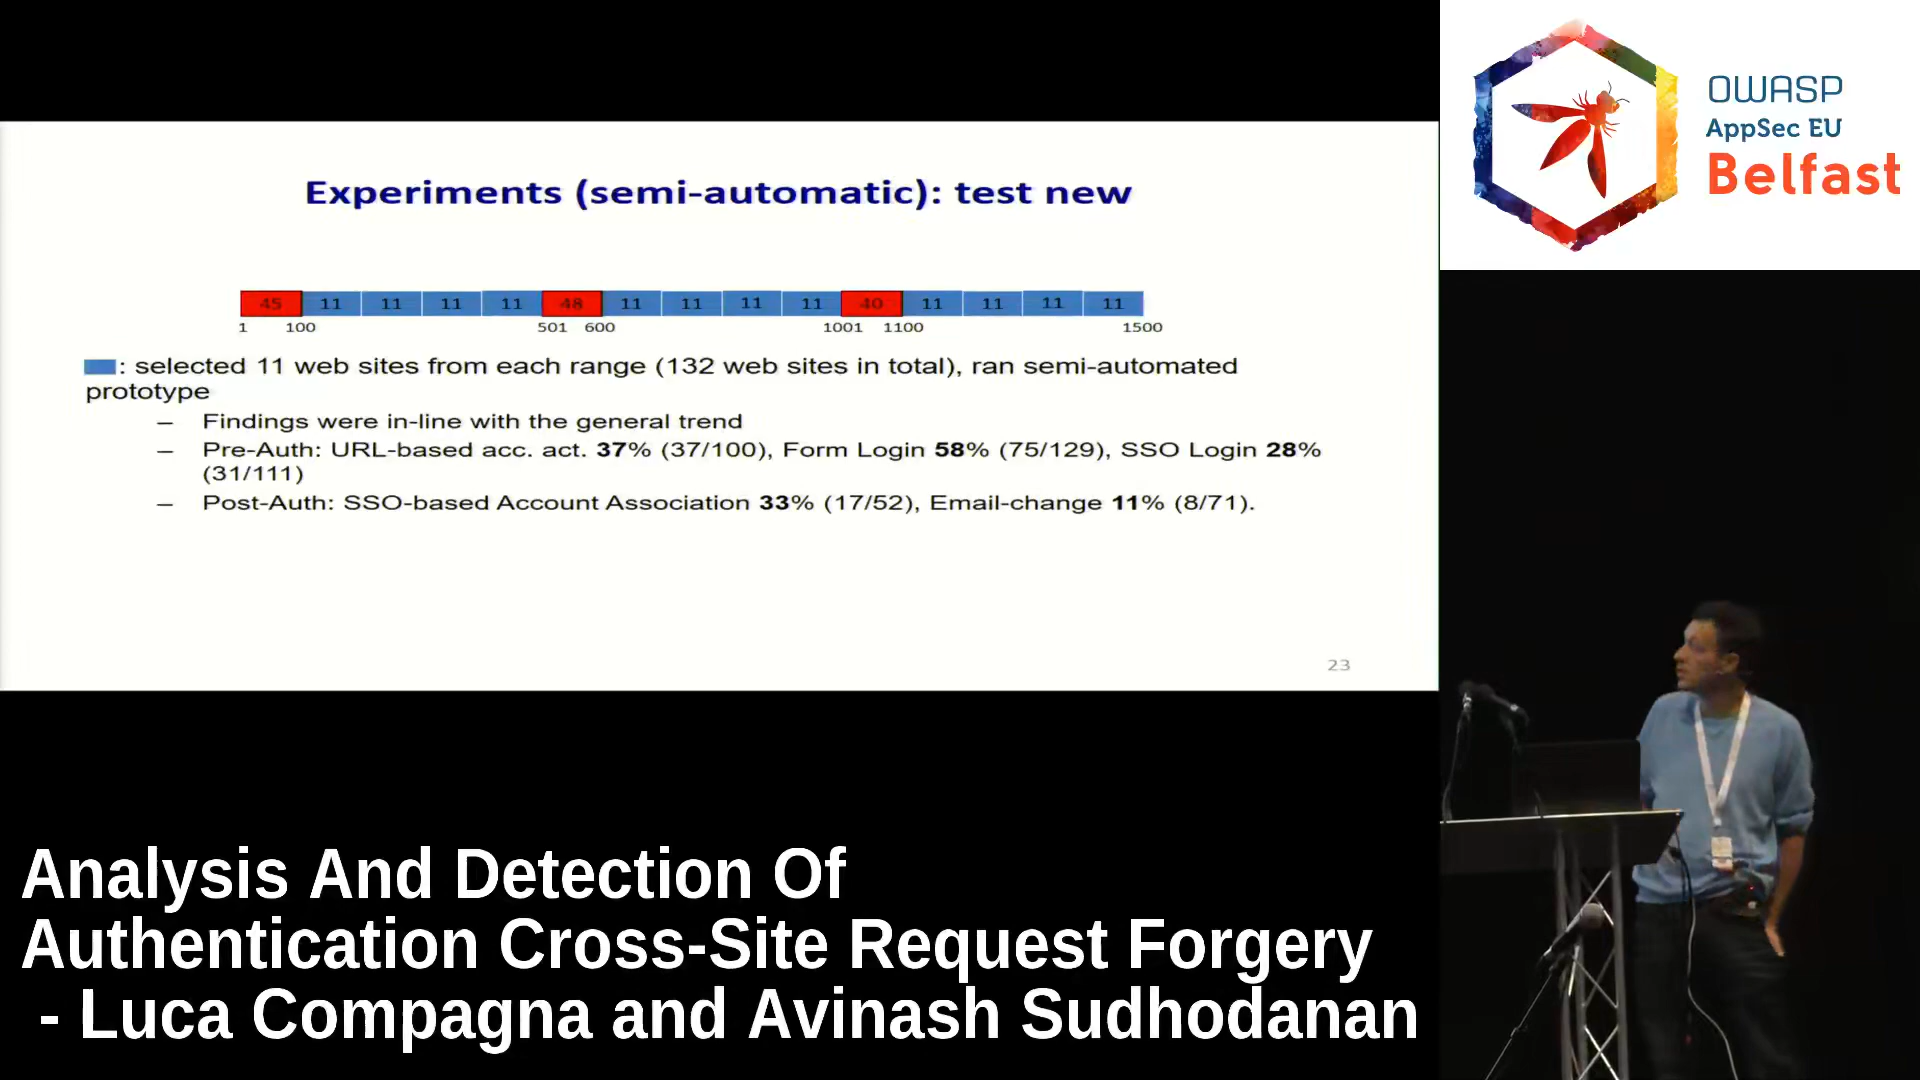 OWASP
AppSec EU
Belfast
Experiments (semi-automatic): test new
45 11 11 11 11 48 11 11 11 11 40 11 11 11 11
1 100 501 600 1001 1100 1500
: selected 11 web sites from each range (132 web sites in total), ran semi-automated
prototype
– Findings were in-line with the general trend
– Pre-Auth: URL-based acc. act. 37% (37/100), Form Login 58% (75/129), SSO Login 28%
(31/111)
– Post-Auth: SSO-based Account Association 33% (17/52), Email-change 11% (8/71).
23
Analysis And Detection Of
Authentication Cross-Site Request Forgery
- Luca Compagna and Avinash Sudhodanan